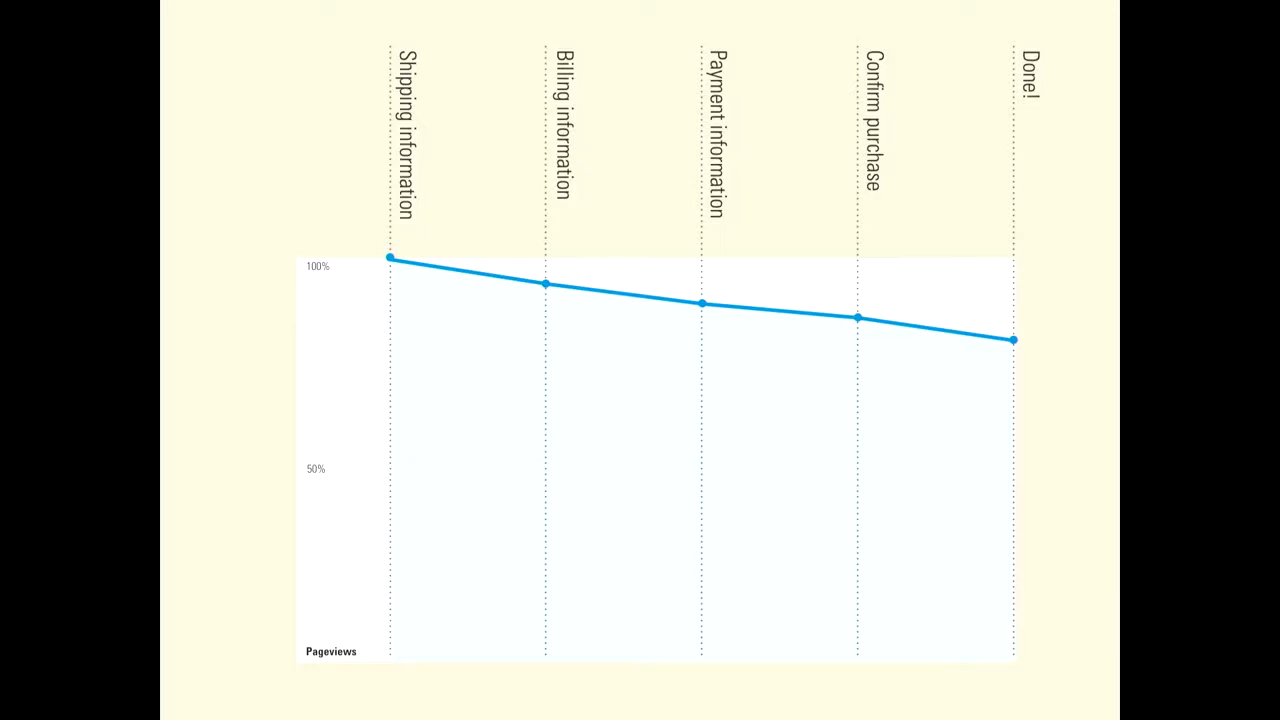 Shipping information
Billing information
Payment information
Confirm purchase
Done!
100%
50%
Pageviews